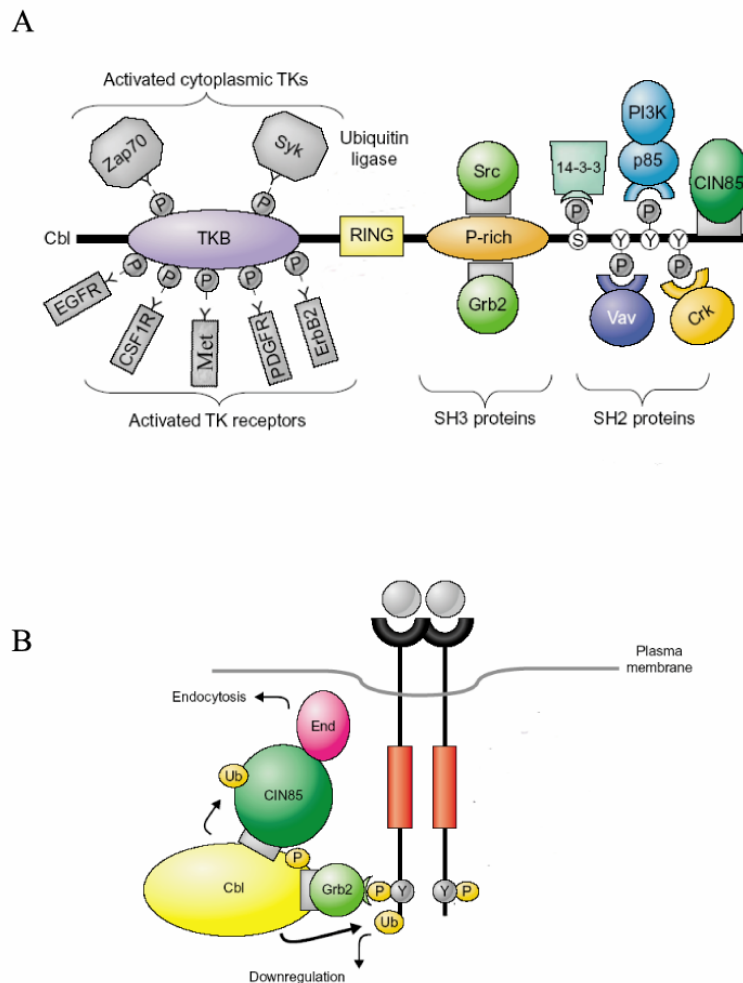 A
Activated cytoplasmic TKs
Zap70
Syk
Ubiquitin
ligase
PI3K
p85
14-3-3
CIN85
Src
P
P
P
P
Cbl
TKB
RING
P-rich
S
Y
Y
Y
P
P
P
P
P
P
P
EGFR
CSF1R
Met
PDGFR
ErbB2
Grb2
Vav
Crk
Activated TK receptors
SH3 proteins
SH2 proteins
B
Plasma
membrane
Endocytosis
End
Ub
CIN85
P
Cbl
Grb2
P
Y
Y
P
Ub
Downregulation